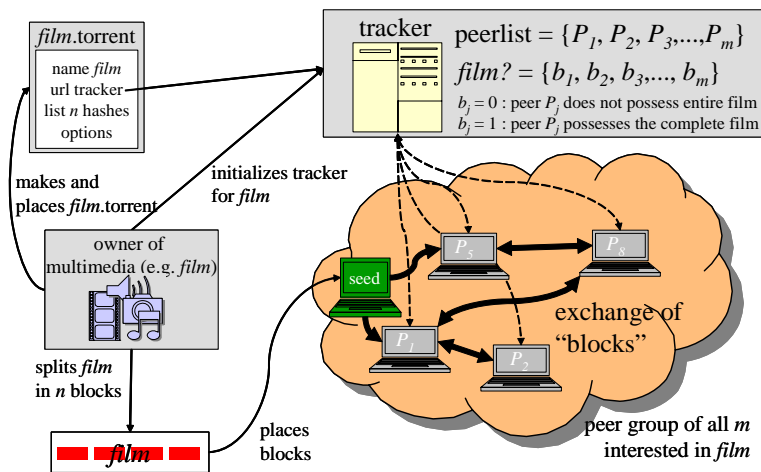 film.torrent
name film
url tracker
list n hashes
options
tracker
peerlist = {P1, P2, P3,...,Pm}
film? = {b1, b2, b3,..., bm}
bj = 0 : peer Pj does not possess entire film
bj = 1 : peer Pj possesses the complete film
makes and
places film.torrent
initializes tracker
for film
owner of
multimedia (e.g. film)
seed
P5
P8
P1
P2
exchange of
“blocks”
splits film
in n blocks
film
places
blocks
peer group of all m
interested in film